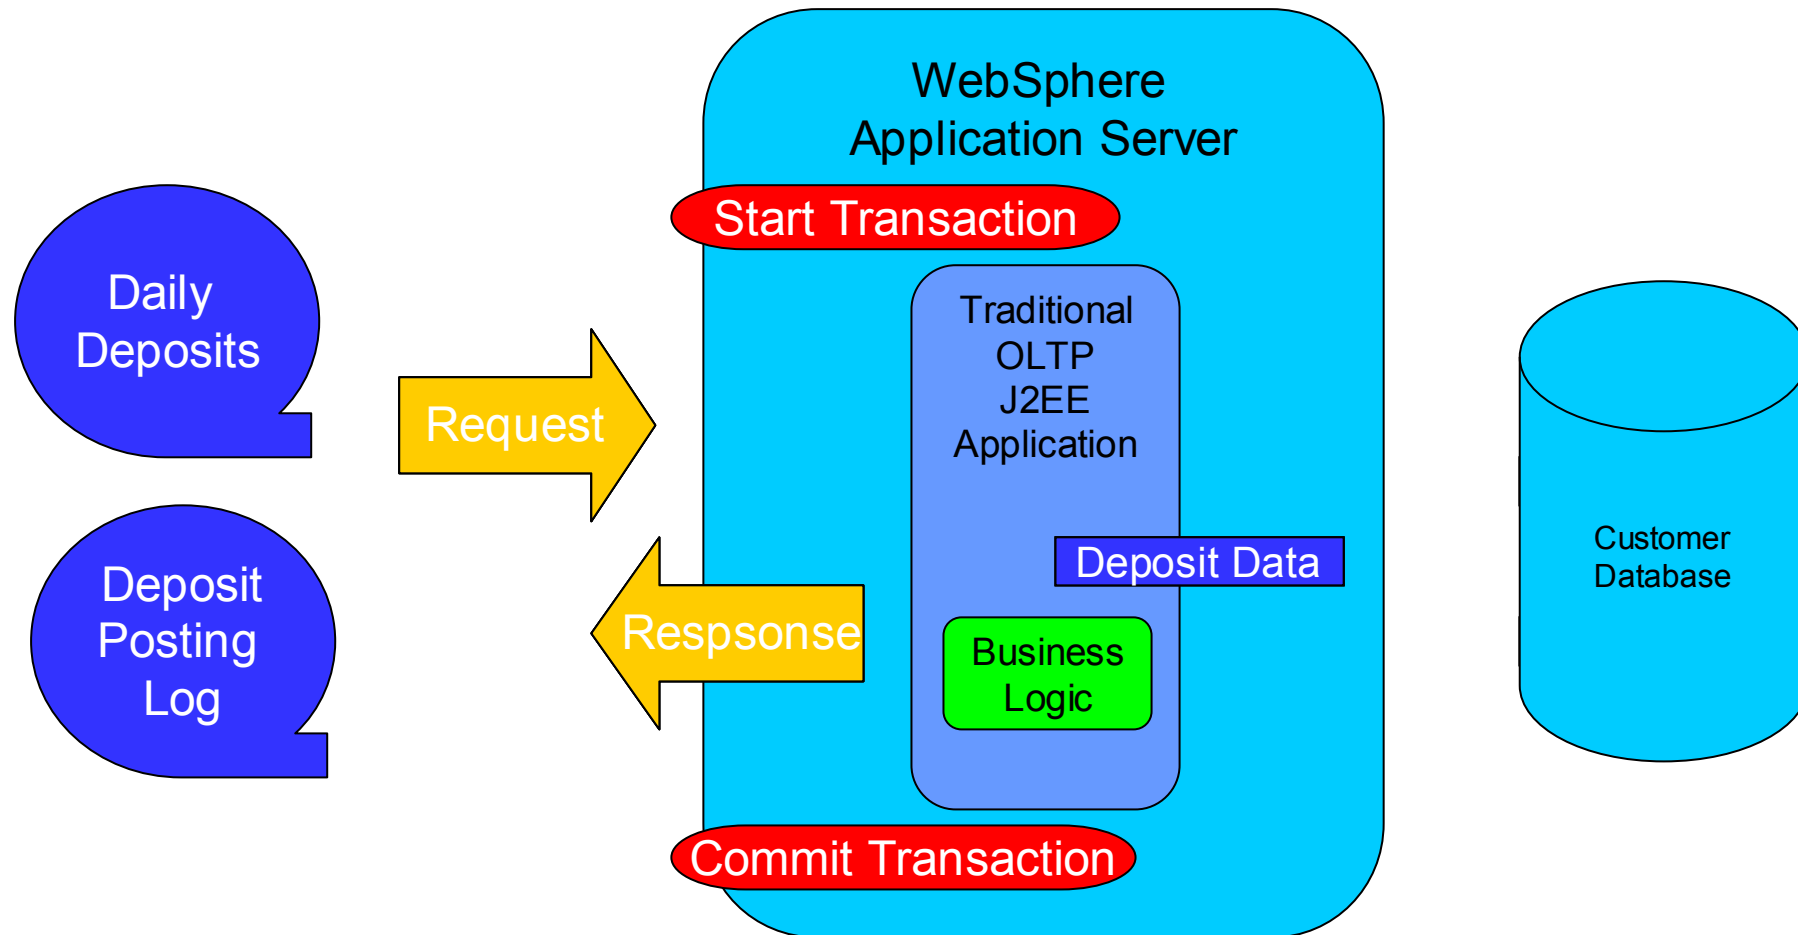 WebSphere
Application Server
Start Transaction
Daily
Deposits
Request
Traditional
OLTP
J2EE
Application
Deposit Data
Customer
Database
Deposit
Posting
Log
Respsonse
Business
Logic
Commit Transaction